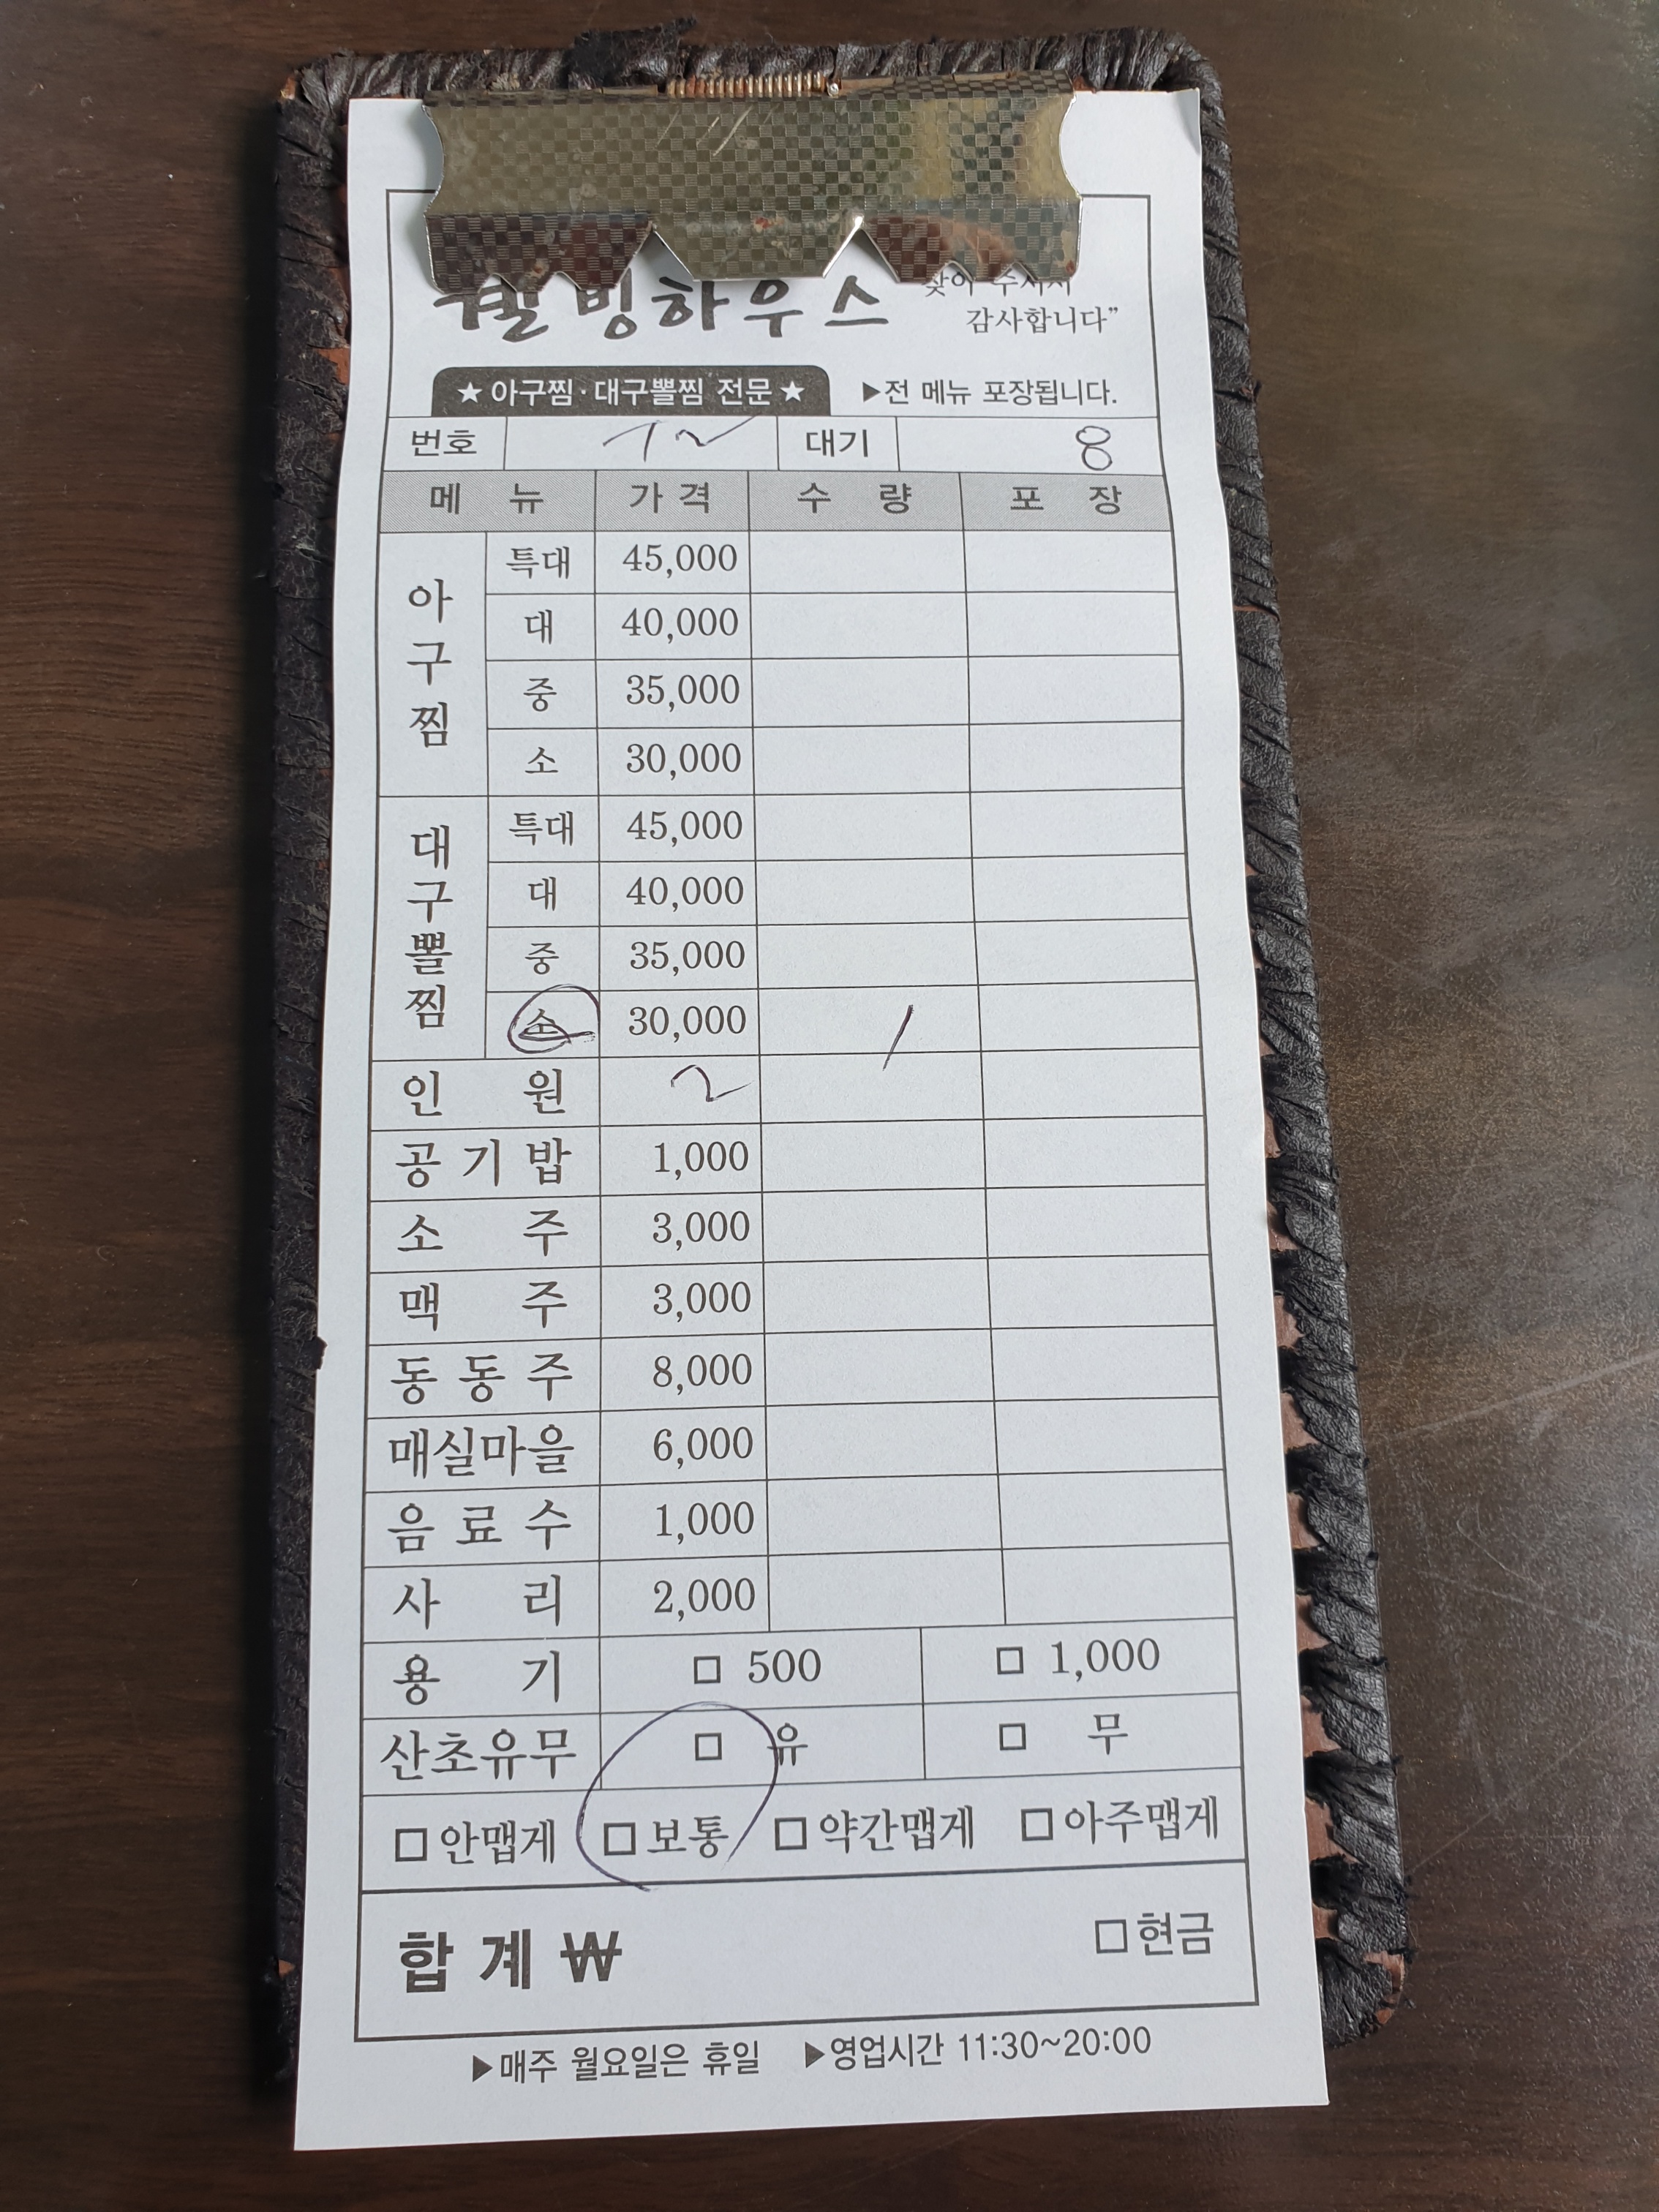 웰빙하우스
감사합니다”
★ 아구찜·대구뽈찜 전문 ★ ▶전 메뉴 포장됩니다.
번호 대기 8
메 뉴 가 격 수 량 포 장
아구찜
특대 45,000
대 40,000
중 35,000
소 30,000
대구뽈찜
특대 45,000
대 40,000
중 35,000
소 30,000 1
인 원 2
공 기 밥 1,000
소 주 3,000
맥 주 3,000
동 동 주 8,000
매실마을 6,000
음 료 수 1,000
사 리 2,000
용 기 □ 500 □ 1,000
산초유무 □ 유 □ 무
□ 안맵게 □ 보통 □ 약간맵게 □ 아주맵게
합 계 ₩ □ 현금
▶매주 월요일은 휴일 ▶영업시간 11:30~20:00